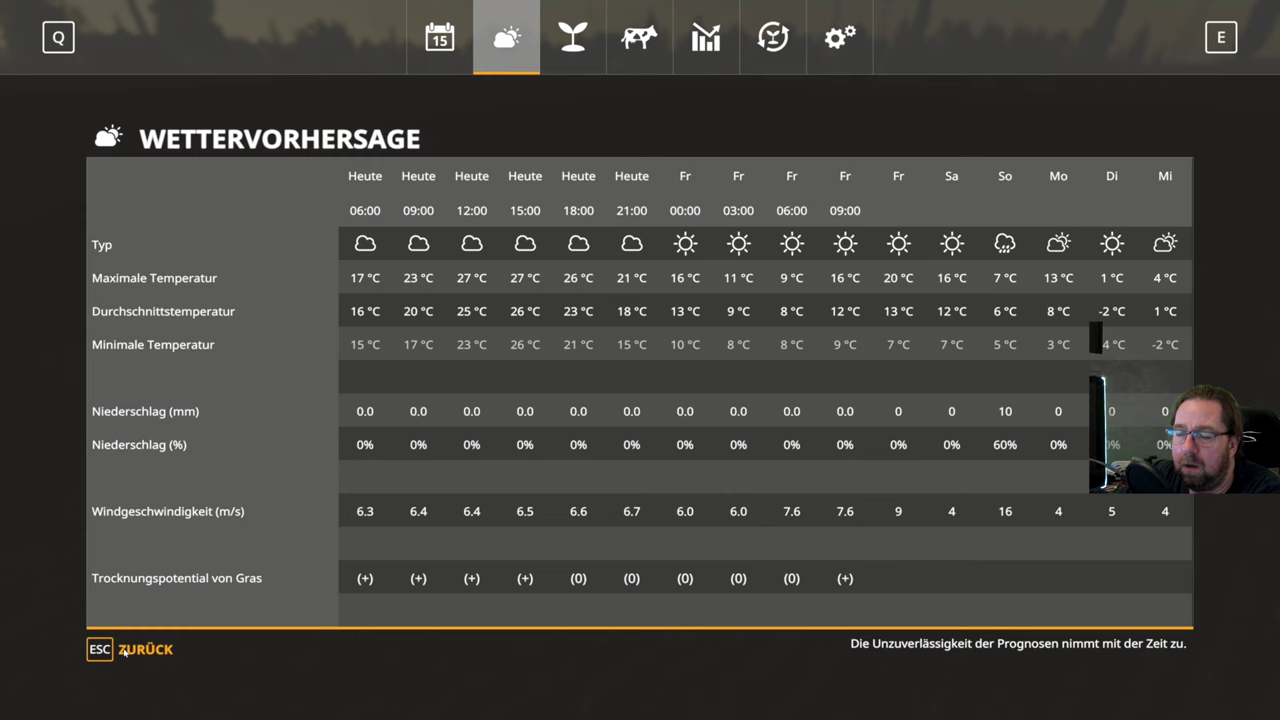 Q
15
E
WETTERVORHERSAGE
Heute Heute Heute Heute Heute Heute Fr Fr Fr Fr Fr Sa So Mo Di Mi
06:00 09:00 12:00 15:00 18:00 21:00 00:00 03:00 06:00 09:00
Typ
Maximale Temperatur 17 °C 23 °C 27 °C 27 °C 26 °C 21 °C 16 °C 11 °C 9 °C 16 °C 20 °C 16 °C 7 °C 13 °C 1 °C 4 °C
Durchschnittstemperatur 16 °C 20 °C 25 °C 26 °C 23 °C 18 °C 13 °C 9 °C 8 °C 12 °C 13 °C 12 °C 6 °C 8 °C -2 °C 1 °C
Minimale Temperatur 15 °C 17 °C 23 °C 26 °C 21 °C 15 °C 10 °C 8 °C 8 °C 9 °C 7 °C 7 °C 5 °C 3 °C 4 °C -2 °C
Niederschlag (mm) 0.0 0.0 0.0 0.0 0.0 0.0 0.0 0.0 0.0 0.0 0 0 10 0 0 0
Niederschlag (%) 0% 0% 0% 0% 0% 0% 0% 0% 0% 0% 0% 0% 60% 0% 0% 0%
Windgeschwindigkeit (m/s) 6.3 6.4 6.4 6.5 6.6 6.7 6.0 6.0 7.6 7.6 9 4 16 4 5 4
Trocknungspotential von Gras (+) (+) (+) (+) (0) (0) (0) (0) (0) (+)
ESC ZURÜCK
Die Unzuverlässigkeit der Prognosen nimmt mit der Zeit zu.